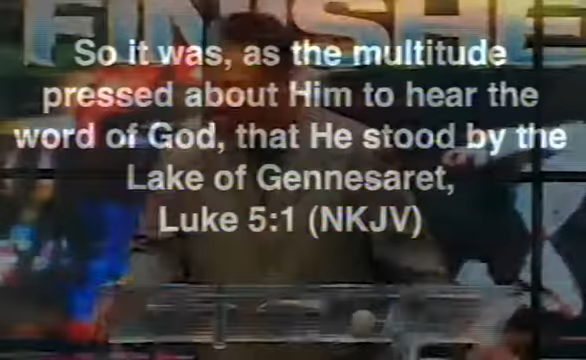 FINISHE
So it was, as the multitude
pressed about Him to hear the
word of God, that He stood by the
Lake of Gennesaret,
Luke 5:1 (NKJV)